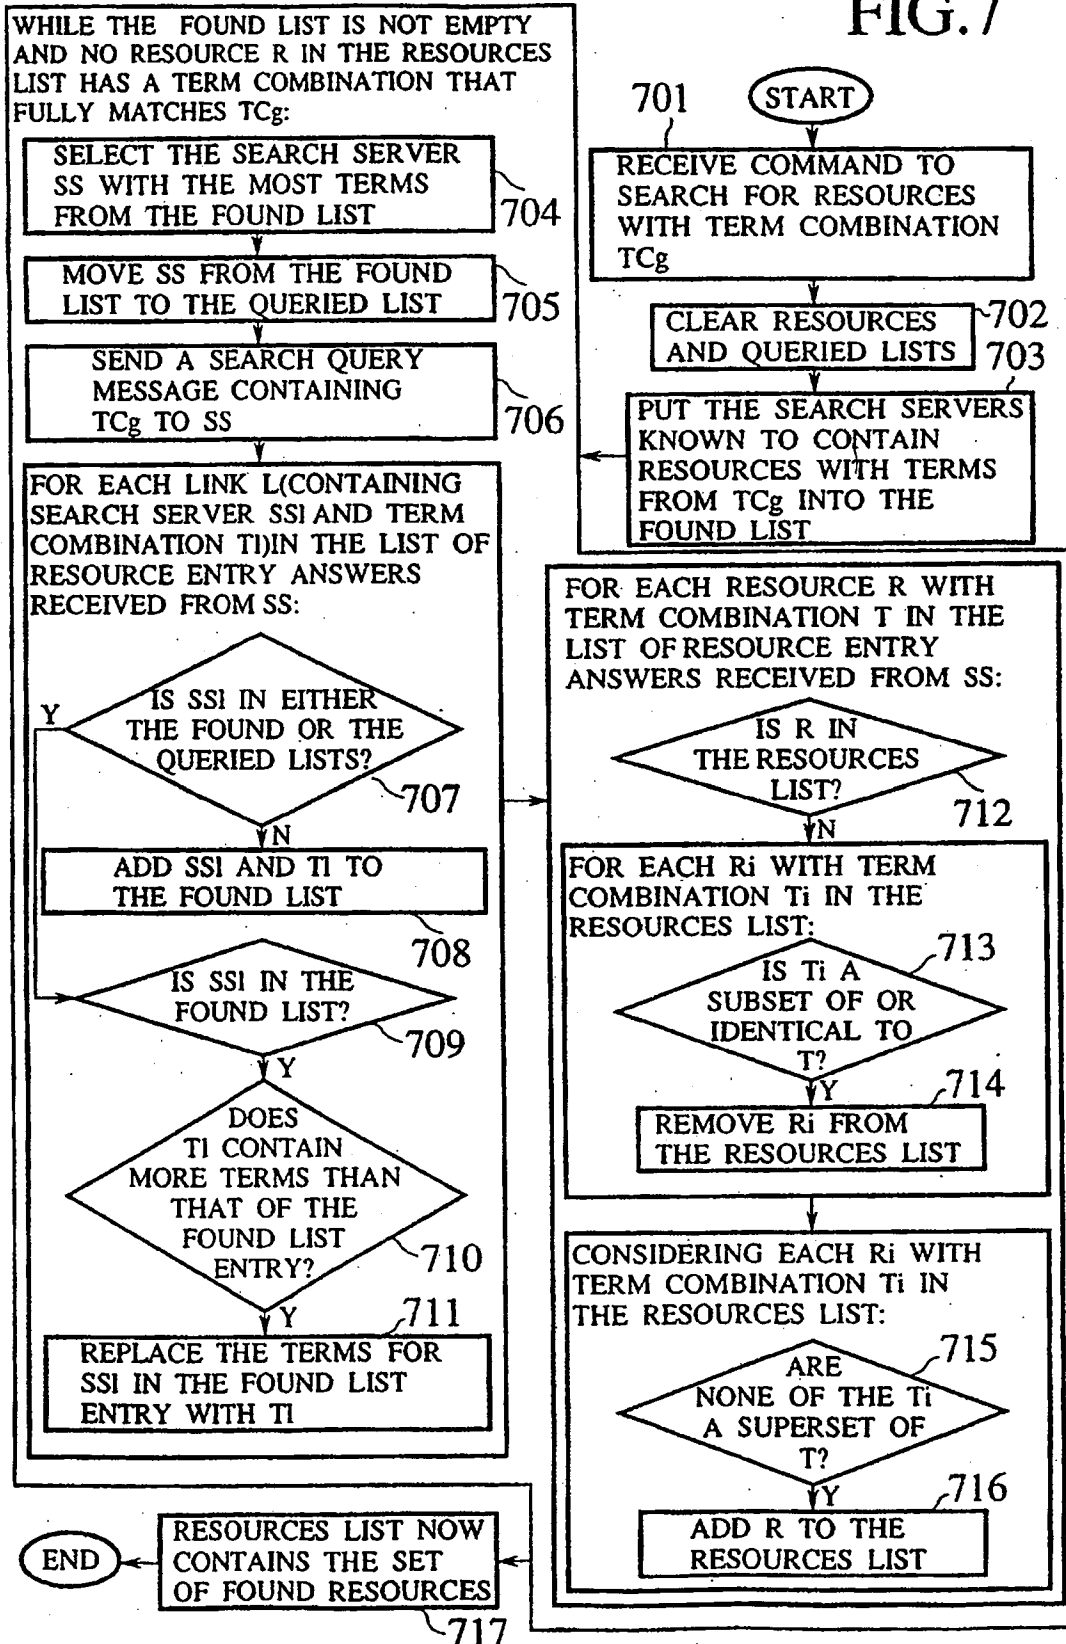 FIG.7
START
701
RECEIVE COMMAND TO
SEARCH FOR RESOURCES
WITH TERM COMBINATION
TCg
702
CLEAR RESOURCES
AND QUERIED LISTS
703
PUT THE SEARCH SERVERS
KNOWN TO CONTAIN
RESOURCES WITH TERMS
FROM TCg INTO THE
FOUND LIST
WHILE THE FOUND LIST IS NOT EMPTY
AND NO RESOURCE R IN THE RESOURCES
LIST HAS A TERM COMBINATION THAT
FULLY MATCHES TCg:
SELECT THE SEARCH SERVER
SS WITH THE MOST TERMS
FROM THE FOUND LIST
704
MOVE SS FROM THE FOUND
LIST TO THE QUERIED LIST
705
SEND A SEARCH QUERY
MESSAGE CONTAINING
TCg TO SS
706
FOR EACH LINK L(CONTAINING
SEARCH SERVER SSl AND TERM
COMBINATION Tl)IN THE LIST OF
RESOURCE ENTRY ANSWERS
RECEIVED FROM SS:
Y
IS SSl IN EITHER
THE FOUND OR THE
QUERIED LISTS?
707
N
ADD SSl AND Tl TO
THE FOUND LIST
708
IS SSl IN THE
FOUND LIST?
709
Y
DOES
Tl CONTAIN
MORE TERMS THAN
THAT OF THE
FOUND LIST
ENTRY?
710
Y
711
REPLACE THE TERMS FOR
SSl IN THE FOUND LIST
ENTRY WITH Tl
FOR EACH RESOURCE R WITH
TERM COMBINATION T IN THE
LIST OF RESOURCE ENTRY
ANSWERS RECEIVED FROM SS:
IS R IN
THE RESOURCES
LIST?
712
N
FOR EACH Ri WITH TERM
COMBINATION Ti IN THE
RESOURCES LIST:
713
IS Ti A
SUBSET OF OR
IDENTICAL TO
T?
Y
714
REMOVE Ri FROM
THE RESOURCES LIST
CONSIDERING EACH Ri WITH
TERM COMBINATION Ti IN
THE RESOURCES LIST:
715
ARE
NONE OF THE Ti
A SUPERSET OF
T?
Y
716
ADD R TO THE
RESOURCES LIST
RESOURCES LIST NOW
CONTAINS THE SET
OF FOUND RESOURCES
717
END